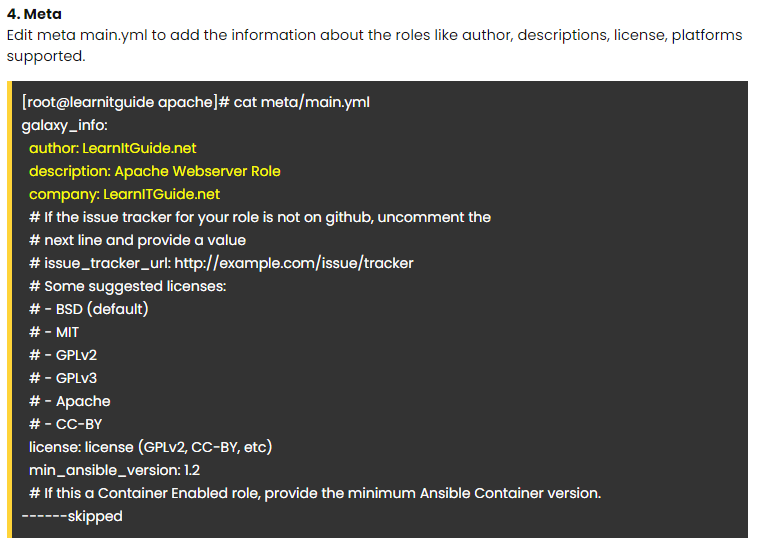 4. Meta
Edit meta main.yml to add the information about the roles like author, descriptions, license, platforms
supported.
[root@learnitguide apache]# cat meta/main.yml
galaxy_info:
author: LearnItGuide.net
description: Apache Webserver Role
company: LearnITGuide.net
# If the issue tracker for your role is not on github, uncomment the
# next line and provide a value
# issue_tracker_url: http://example.com/issue/tracker
# Some suggested licenses:
# - BSD (default)
# - MIT
# - GPLv2
# - GPLv3
# - Apache
# - CC-BY
license: license (GPLv2, CC-BY, etc)
min_ansible_version: 1.2
# If this a Container Enabled role, provide the minimum Ansible Container version.
------skipped